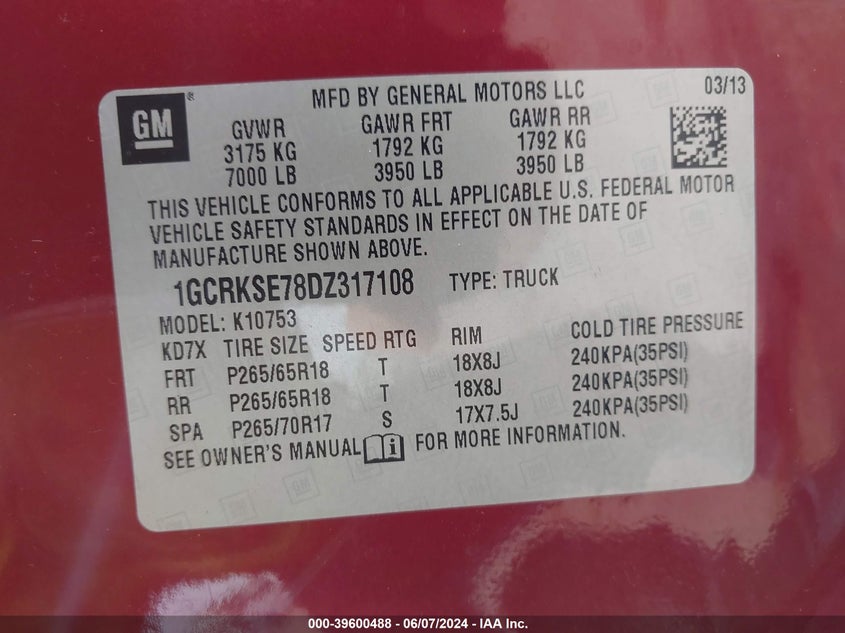 MFD BY GENERAL MOTORS LLC 03/13
GM ®
GVWR GAWR FRT GAWR RR
3175 KG 1792 KG 1792 KG
7000 LB 3950 LB 3950 LB
THIS VEHICLE CONFORMS TO ALL APPLICABLE U.S. FEDERAL MOTOR
VEHICLE SAFETY STANDARDS IN EFFECT ON THE DATE OF
MANUFACTURE SHOWN ABOVE.
1GCRKSE78DZ317108 TYPE: TRUCK
MODEL: K10753
KD7X TIRE SIZE SPEED RTG RIM COLD TIRE PRESSURE
FRT P265/65R18 T 18X8J 240KPA(35PSI)
RR P265/65R18 T 18X8J 240KPA(35PSI)
SPA P265/70R17 S 17X7.5J 240KPA(35PSI)
SEE OWNER'S MANUAL FOR MORE INFORMATION.
000-39600488 - 06/07/2024 - IAA Inc.